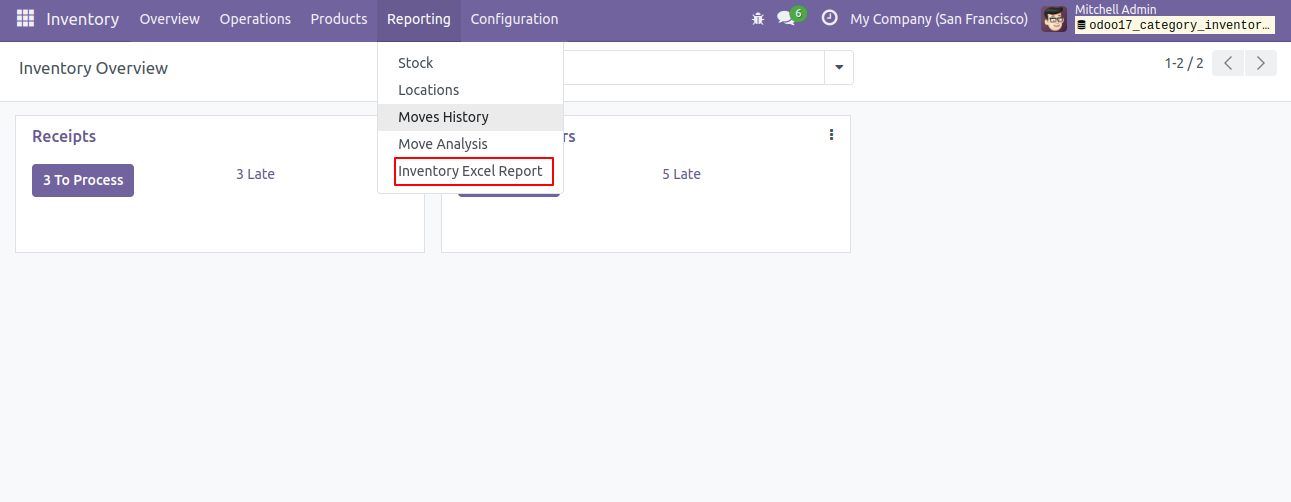 Inventory Overview Operations Products Reporting Configuration 6 My Company (San Francisco) Mitchell Admin
odoo17_category_inventor...
Inventory Overview
1-2 / 2
Stock
Locations
Moves History
Move Analysis
Inventory Excel Report
Receipts
3 To Process
3 Late
rs
5 Late